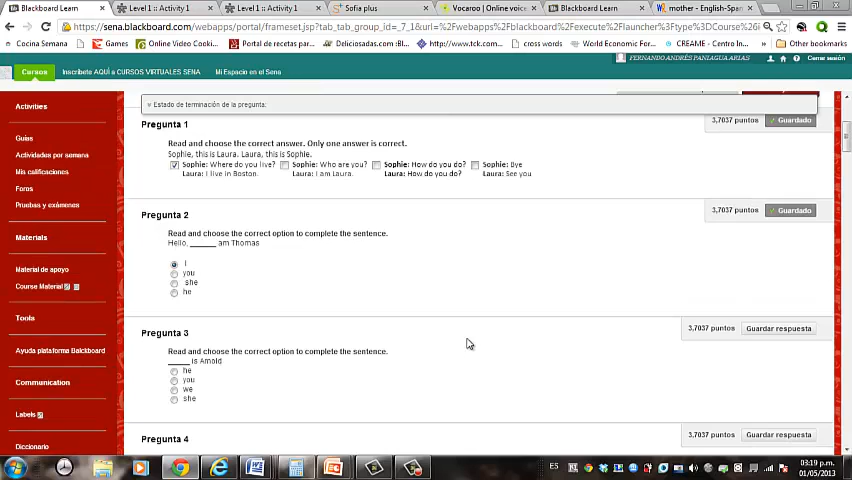 Blackboard Learn
Level 1 :: Activity 1
Level 1 :: Activity 1
Sofia plus
Vocaroo | Online voice
Blackboard Learn
mother - English-Span
https://sena.blackboard.com/webapps/portal/frameset.jsp?tab_tab_group_id=_7_1&url=%2Fwebapps%2Fblackboard%2Fexecute%2Flauncher%3Ftype%3DCourse%26i
Cocina Semana
Online Video Cookbo...
Portal de recetas par...
Deliciosadas.com | B...
http://www.tck.com...
cross words
World Economic For...
CREAME - Centro In...
Other bookmarks
FERNANDO ANDRÉS PANIAGUA ARIAS
Cerrar sesión
Cursos
Inscríbete AQUÍ a CURSOS VIRTUALES SENA
Mi Espacio en el Sena
Activities
Guías
Actividades por semana
Mis calificaciones
Foros
Pruebas y exámenes
Materials
Material de apoyo
Course Material
Tools
Ayuda plataforma Balckboard
Communication
Labels
Diccionario
Estado de terminación de la pregunta:
Pregunta 1
3,7037 puntos
Guardado
Read and choose the correct answer. Only one answer is correct.
Sophie, this is Laura. Laura, this is Sophie.
Sophie: Where do you live? Sophie: Who are you? Sophie: How do you do? Sophie: Bye
Laura: I live in Boston. Laura: I am Laura. Laura: How do you do? Laura: See you
Pregunta 2
3,7037 puntos
Guardado
Read and choose the correct option to complete the sentence.
Hello, ______ am Thomas
I
you
she
he
Pregunta 3
3,7037 puntos
Guardar respuesta
Read and choose the correct option to complete the sentence.
_____ is Arnold
he
you
we
she
Pregunta 4
3,7037 puntos
Guardar respuesta
ES
03:19 p.m.
01/05/2013